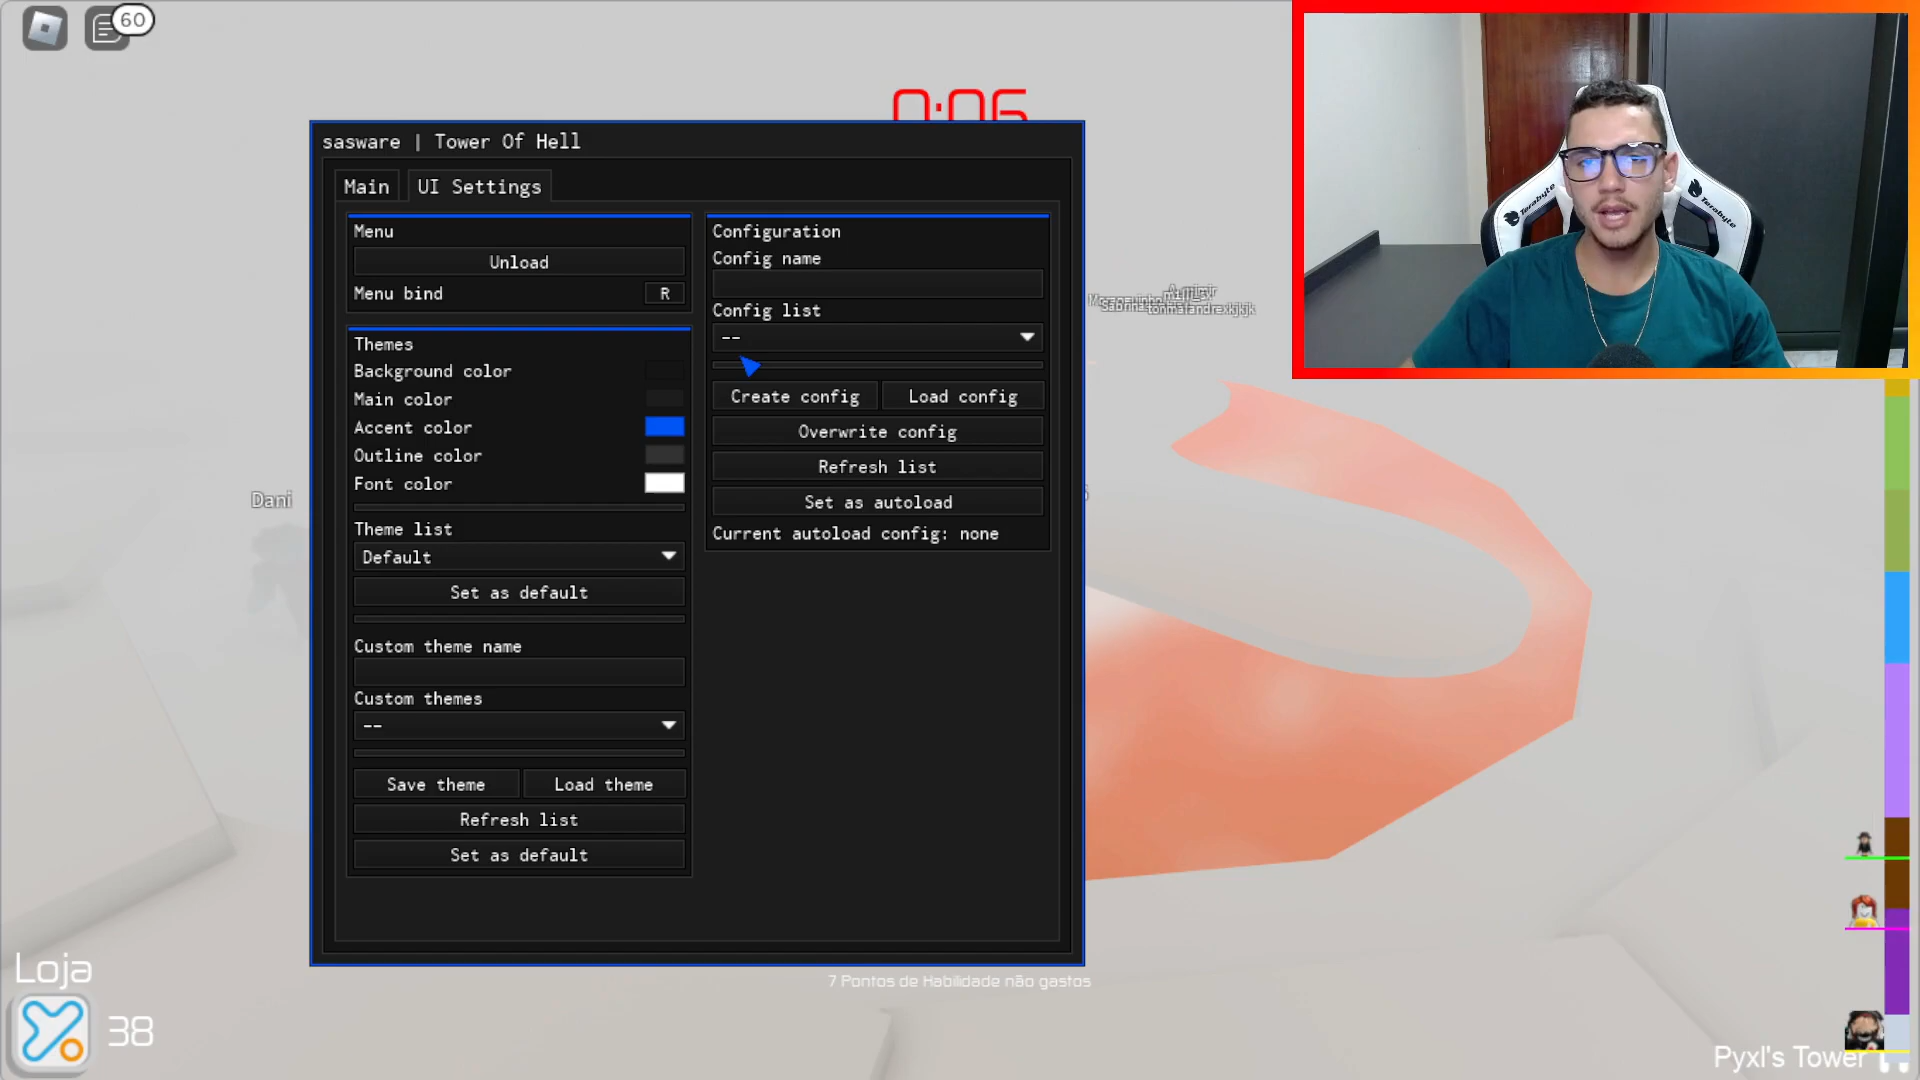 60
0:06
sasware | Tower Of Hell
Main
UI Settings
Menu
Unload
Menu bind
R
Themes
Background color
Main color
Accent color
Outline color
Font color
Theme list
Default
Set as default
Custom theme name
Custom themes
--
Save theme
Load theme
Refresh list
Set as default
Configuration
Config name
Config list
--
Create config
Load config
Overwrite config
Refresh list
Set as autoload
Current autoload config: none
Dani
Terabyte
Terabyte
Loja
38
7 Pontos de Habilidade não gastos
Pyxl's Tower